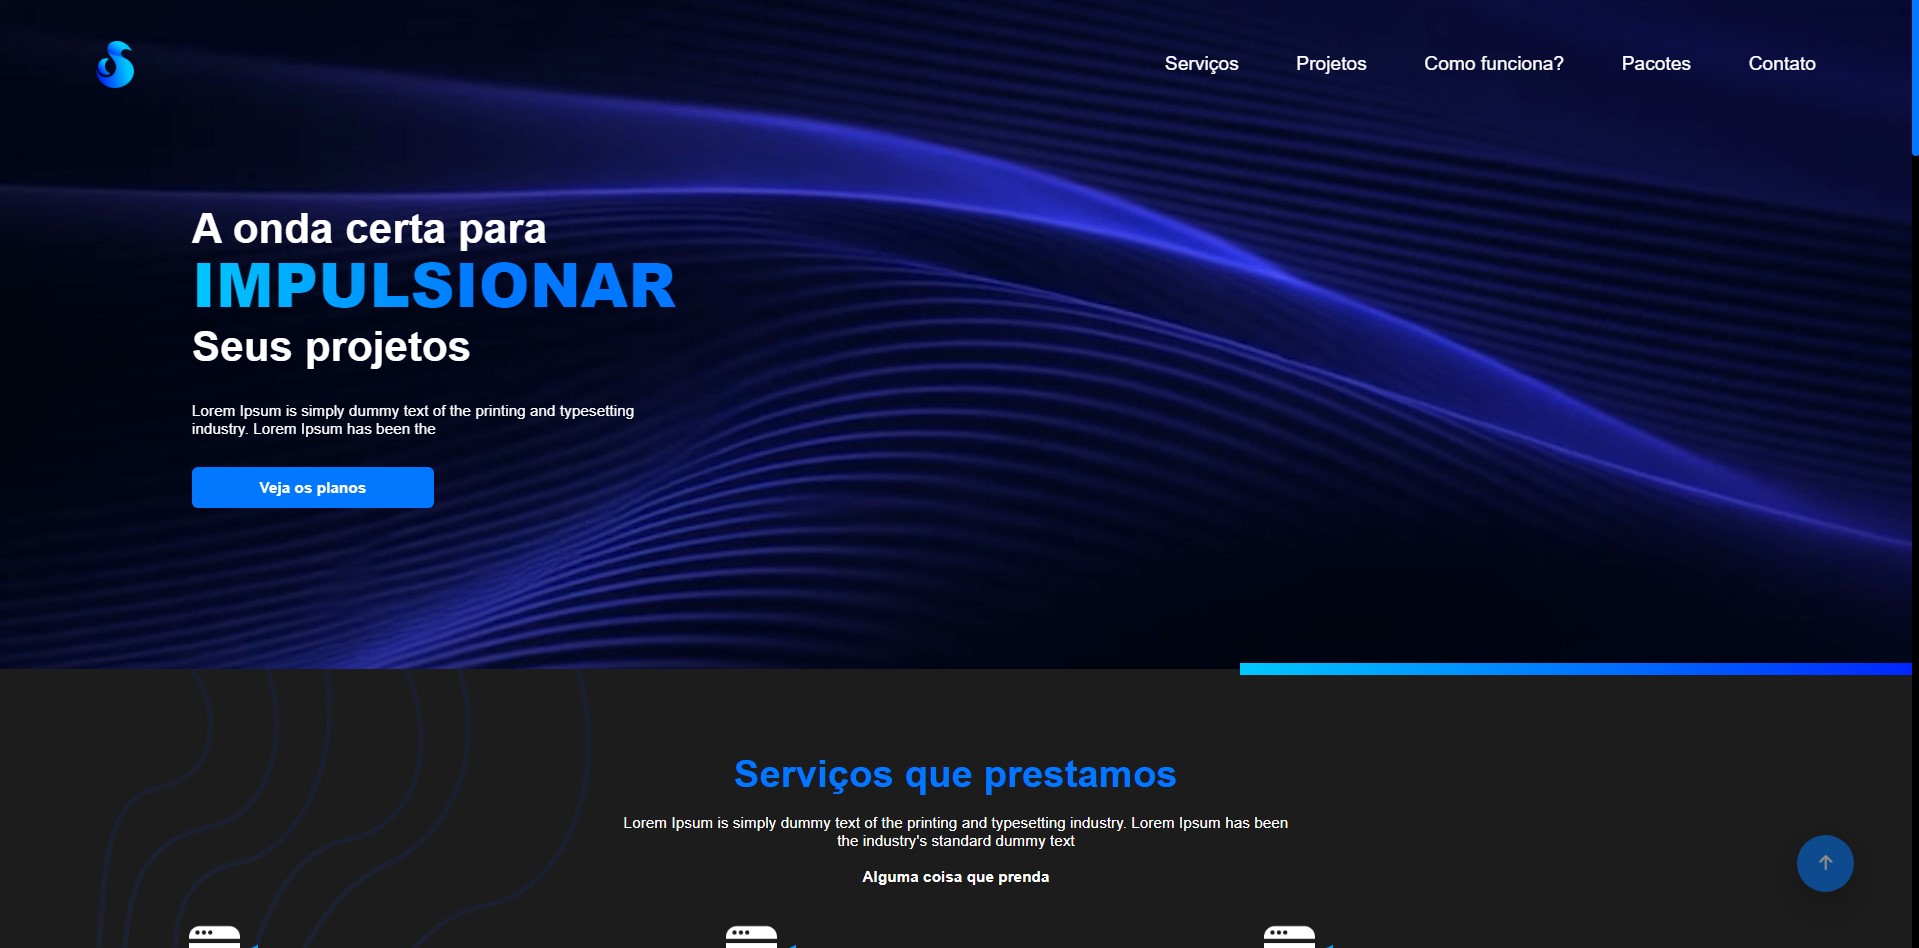 Serviços
Projetos
Como funciona?
Pacotes
Contato
A onda certa para
IMPULSIONAR
Seus projetos
Lorem Ipsum is simply dummy text of the printing and typesetting
industry. Lorem Ipsum has been the
Veja os planos
Serviços que prestamos
Lorem Ipsum is simply dummy text of the printing and typesetting industry. Lorem Ipsum has been
the industry's standard dummy text
Alguma coisa que prenda